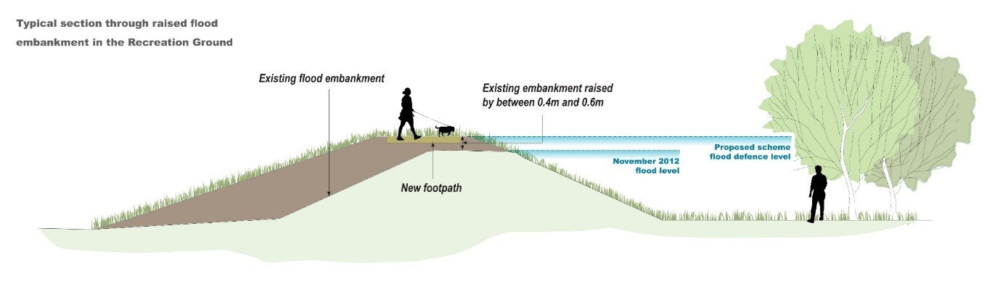 Typical section through raised flood
embankment in the Recreation Ground
Existing flood embankment
Existing embankment raised
by between 0.4m and 0.6m
Proposed scheme
flood defence level
November 2012
flood level
New footpath